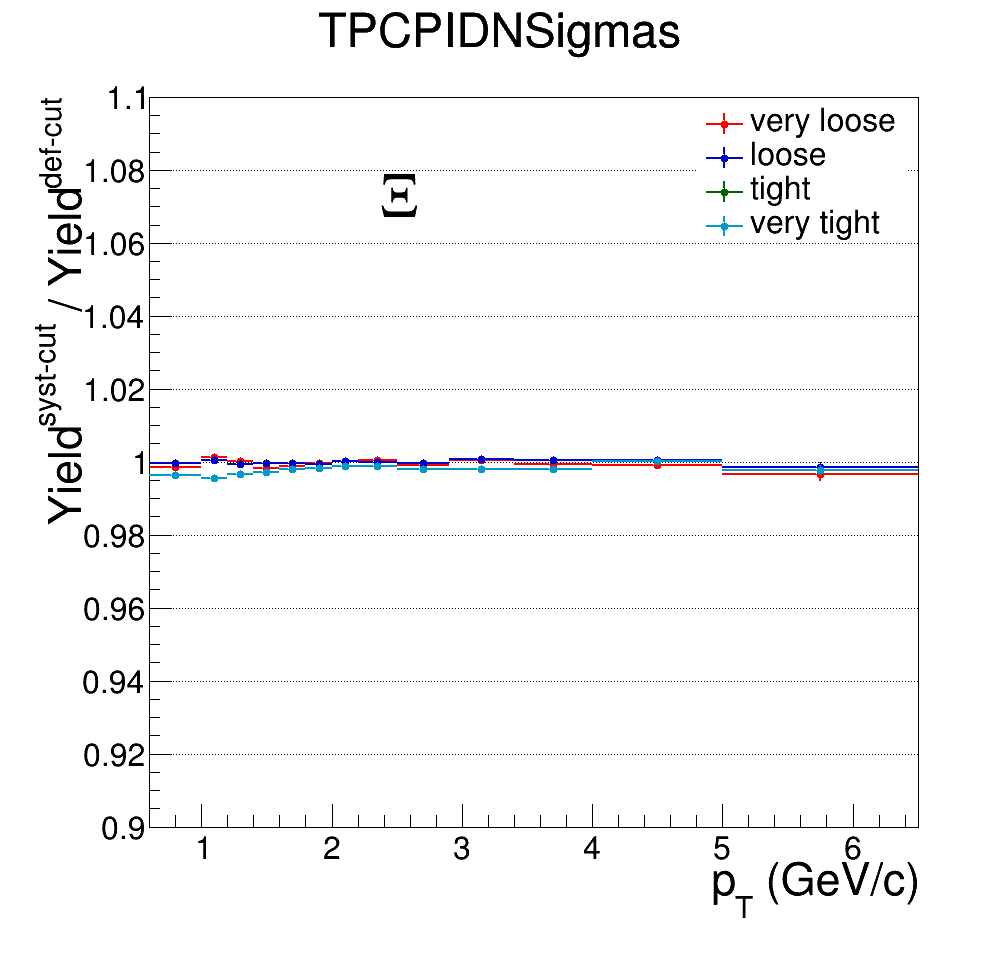 TPCPIDNSigmas
Yield^syst-cut / Yield^def-cut
1.1
1.08
1.06
1.04
1.02
1
0.98
0.96
0.94
0.92
0.9
Ξ
very loose
loose
tight
very tight
1 2 3 4 5 6
p_T (GeV/c)